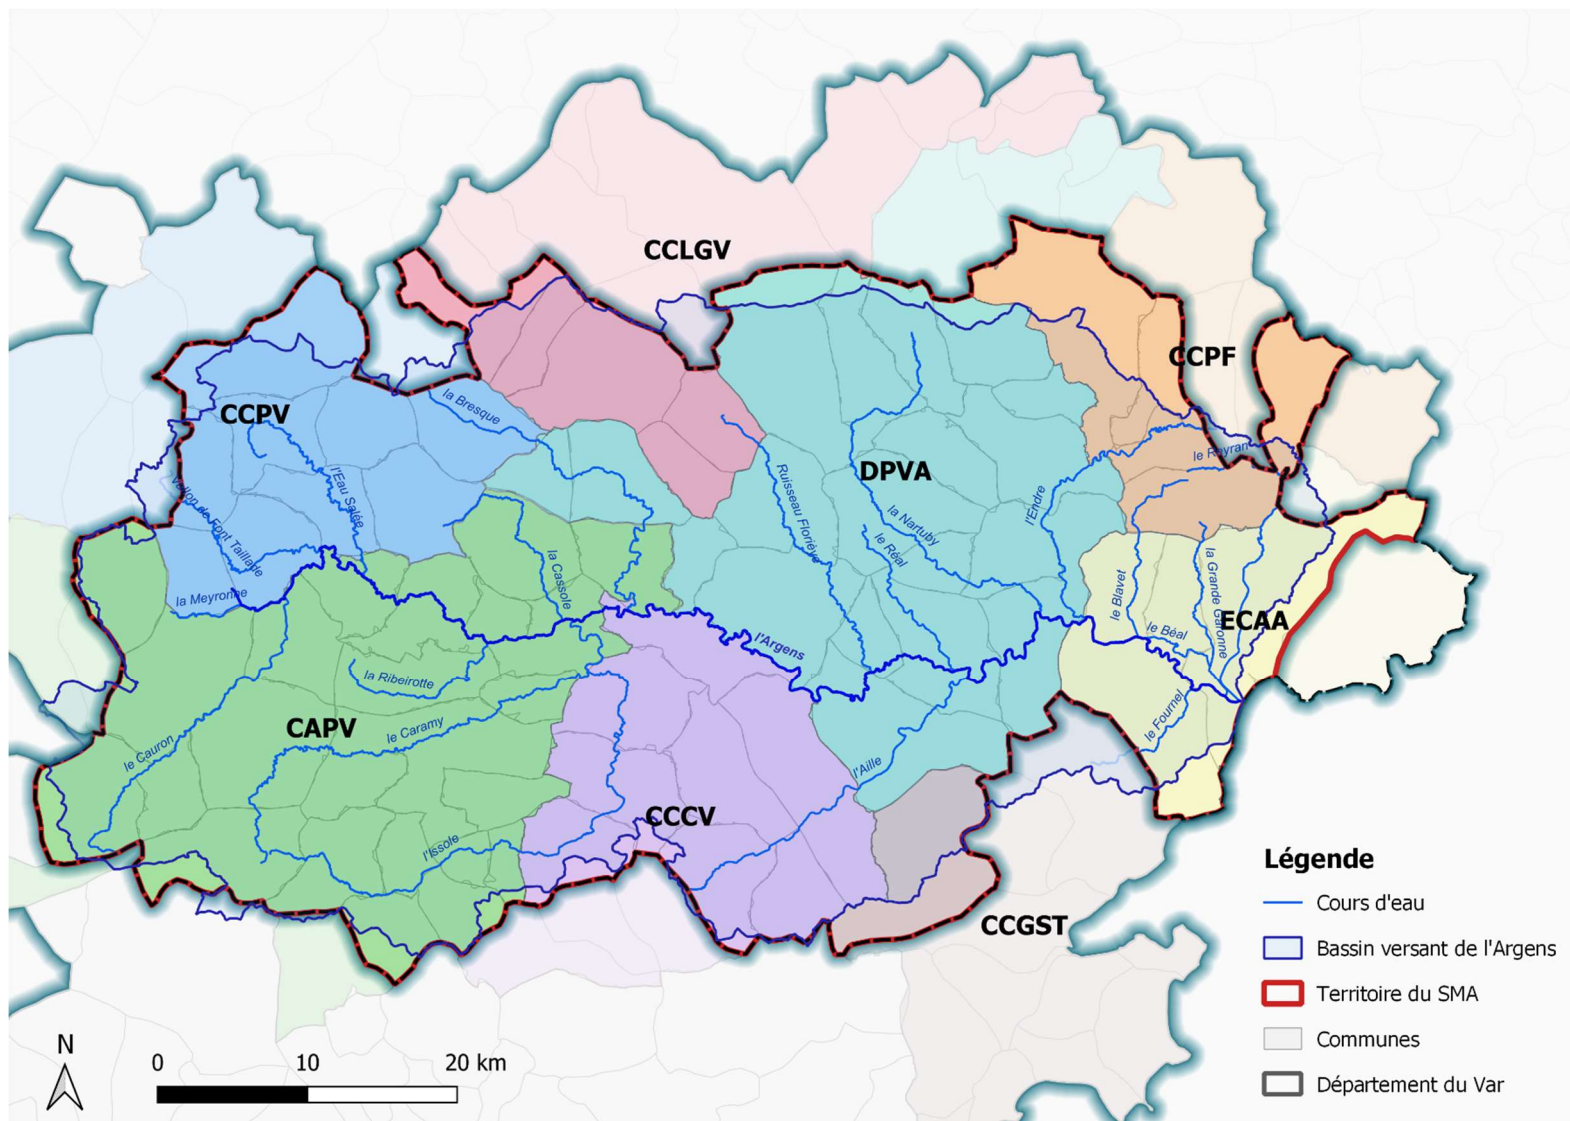 CCLGV
CCPF
CCPV
la Bresque
DPVA
le Reyran
l'Eau Salée
Vallon de Font Taillade
Ruisseau Florièye
la Nartuby
le Réal
l'Endre
la Meyronne
la Cassole
le Blavet
la Grande Garonne
ECAA
le Béal
l'Argens
la Ribeirotte
CAPV
le Caramy
le Cauron
le Fournel
l'Aille
CCCV
l'Issole
CCGST
Légende
Cours d'eau
Bassin versant de l'Argens
Territoire du SMA
Communes
Département du Var
N
0 10 20 km